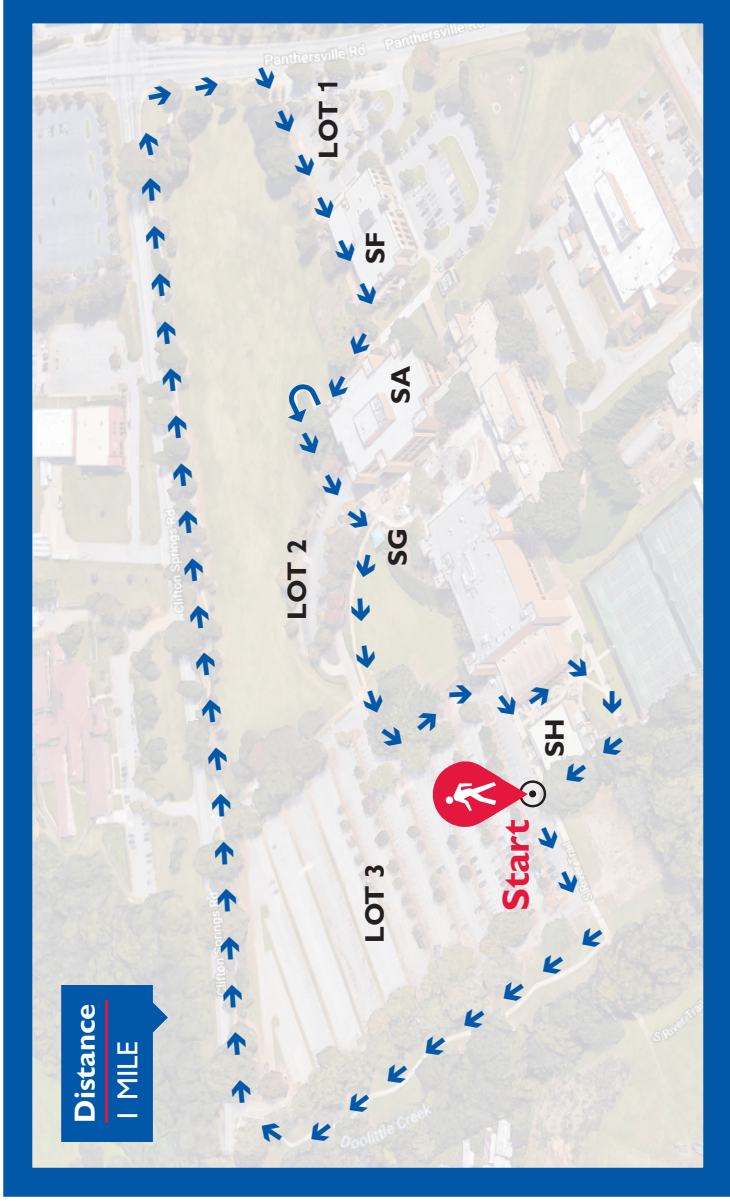 Distance
1 MILE
Panthersville Rd
Panthersville Rd
LOT 1
SF
SA
SG
LOT 2
Clifton Springs Rd
Clifton Springs Rd
SH
Start
LOT 3
S River Trail
Doolittle Creek